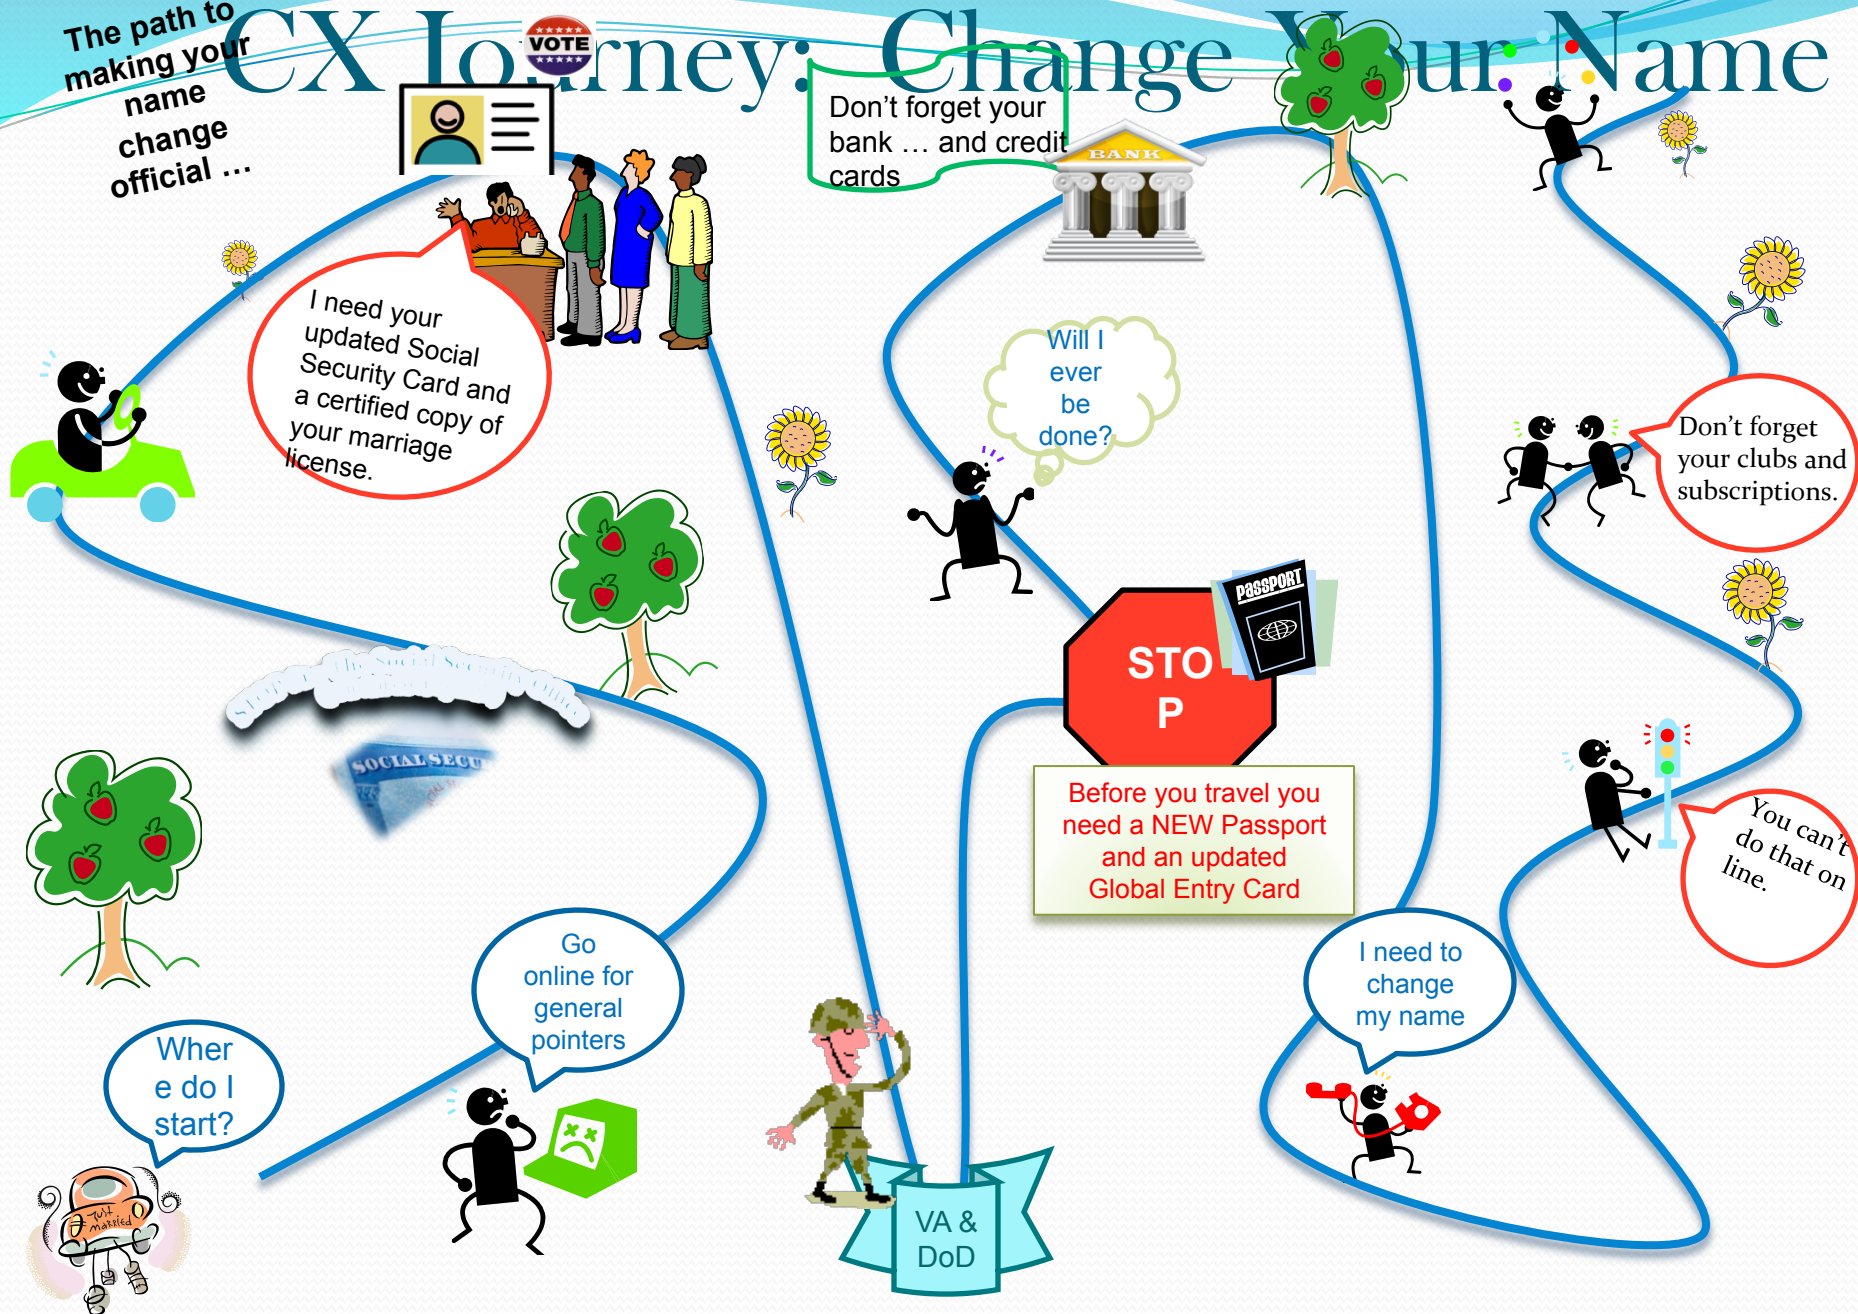 The path to
making your
name
change
official ...
CX Journey: Change Your Name
VOTE
Don't forget your
bank … and credit
cards
BANK
I need your
updated Social
Security Card and
a certified copy of
your marriage
license.
Will I
ever
be
done?
Don't forget
your clubs and
subscriptions.
PASSPORT
STO
P
Before you travel you
need a NEW Passport
and an updated
Global Entry Card
The Social Secu
SOCIAL SECU
You can't
do that on
line.
Go
online for
general
pointers
I need to
change
my name
Wher
e do I
start?
Just
Married
VA &
DoD